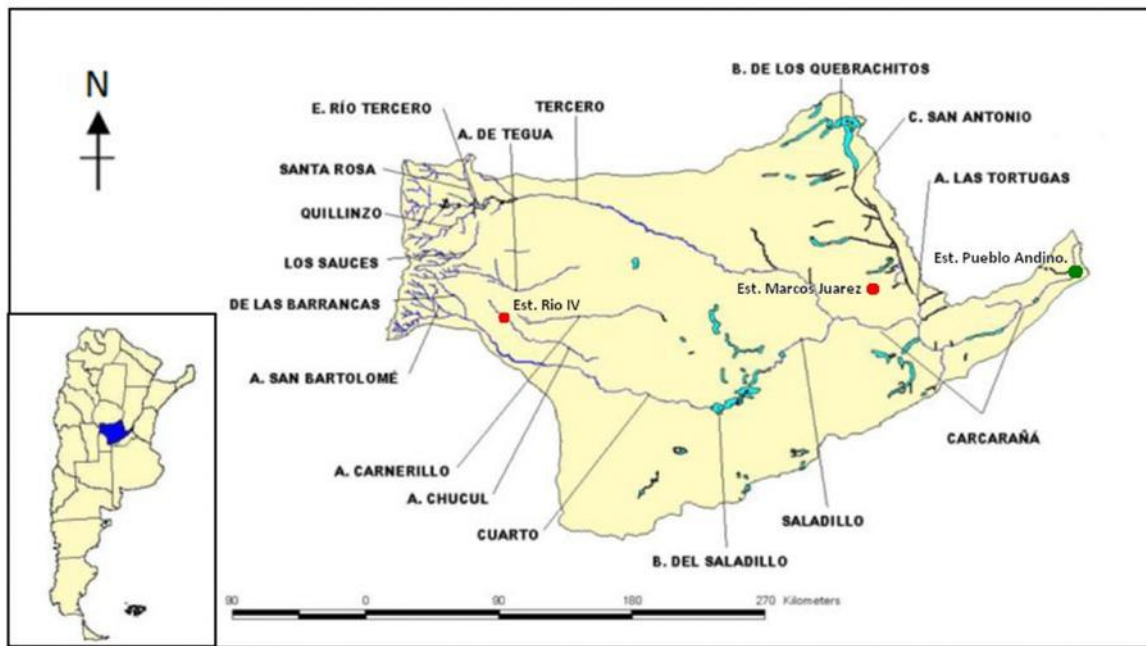 N
B. DE LOS QUEBRACHITOS
E. RÍO TERCERO
TERCERO
C. SAN ANTONIO
A. DE TEGUA
SANTA ROSA
A. LAS TORTUGAS
QUILLINZO
Est. Pueblo Andino.
LOS SAUCES
Est. Marcos Juarez
DE LAS BARRANCAS
Est. Rio IV
A. SAN BARTOLOMÉ
31
CARCARAÑÁ
A. CARNERILLO
A. CHUCUL
SALADILLO
CUARTO
B. DEL SALADILLO
90 0 90 180 270 Kilometers